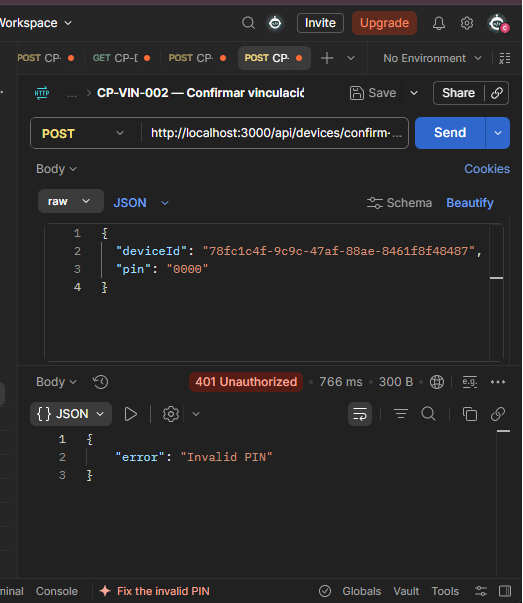 Workspace
Invite
Upgrade
POST CP-
GET CP-
POST CP-
POST CP-
No Environment
HTTP
... > CP-VIN-002 — Confirmar vinculació
Save
Share
POST
http://localhost:3000/api/devices/confirm-...
Send
Body
Cookies
raw
JSON
Schema
Beautify
1 {
2 "deviceId": "78fc1c4f-9c9c-47af-88ae-8461f8f48487",
3 "pin": "0000"
4 }
Body
401 Unauthorized • 766 ms • 300 B
e.g.
{} JSON
1 {
2 "error": "Invalid PIN"
3 }
minal
Console
Fix the invalid PIN
Globals
Vault
Tools